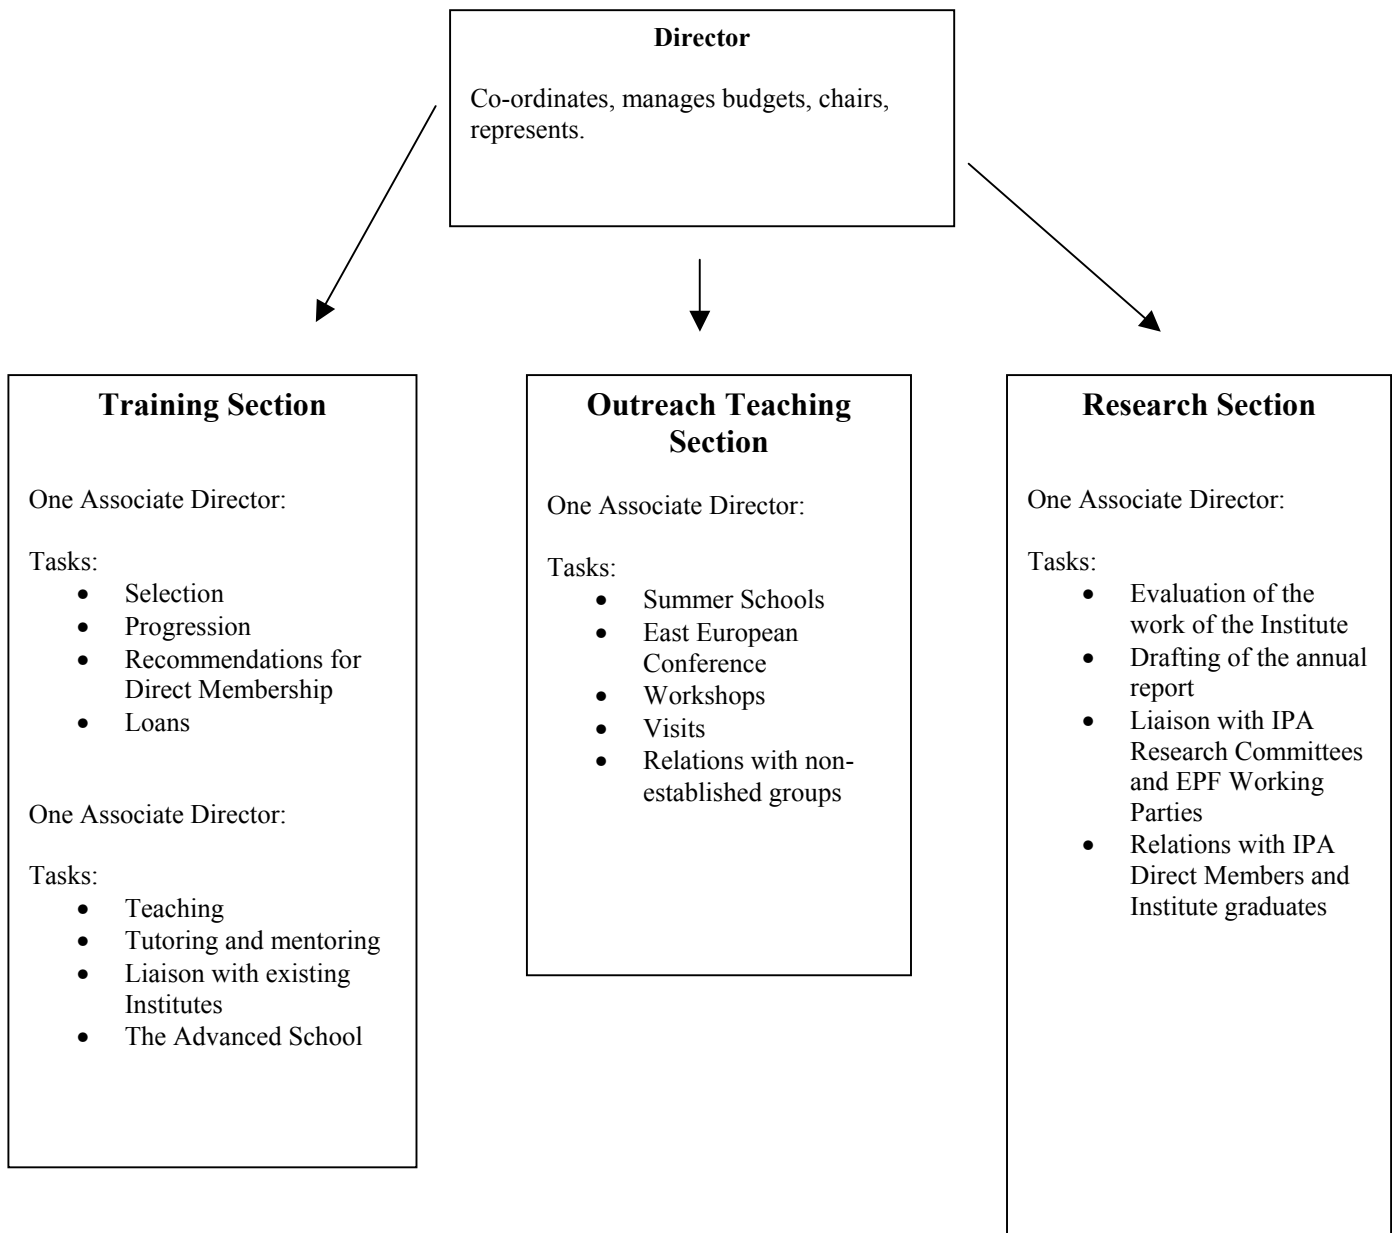 Director
Co-ordinates, manages budgets, chairs,
represents.
Training Section
One Associate Director:
Tasks:
• Selection
• Progression
• Recommendations for
Direct Membership
• Loans
One Associate Director:
Tasks:
• Teaching
• Tutoring and mentoring
• Liaison with existing
Institutes
• The Advanced School
Outreach Teaching
Section
One Associate Director:
Tasks:
• Summer Schools
• East European
Conference
• Workshops
• Visits
• Relations with non-
established groups
Research Section
One Associate Director:
Tasks:
• Evaluation of the
work of the Institute
• Drafting of the annual
report
• Liaison with IPA
Research Committees
and EPF Working
Parties
• Relations with IPA
Direct Members and
Institute graduates